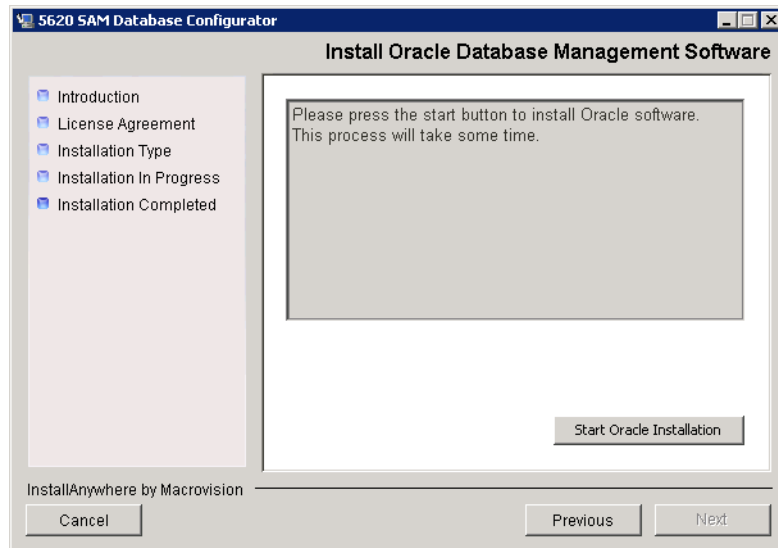 5620 SAM Database Configurator
Install Oracle Database Management Software
Introduction
License Agreement
Installation Type
Installation In Progress
Installation Completed
Please press the start button to install Oracle software.
This process will take some time.
Start Oracle Installation
InstallAnywhere by Macrovision
Cancel
Previous
Next